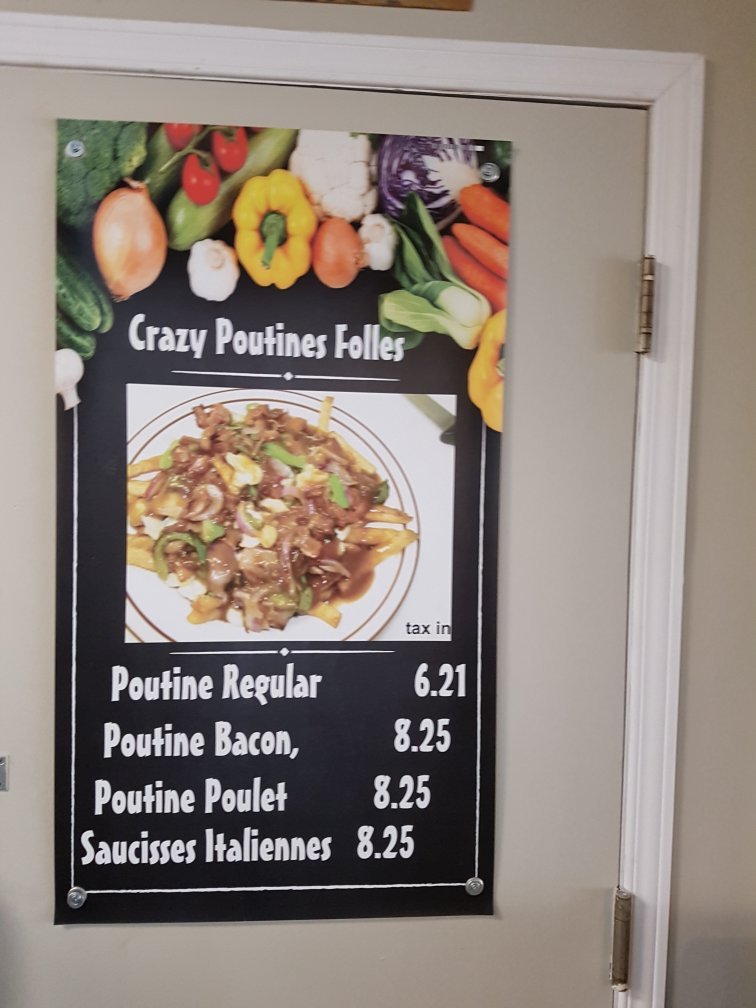 Crazy Poutines Folles
tax in
Poutine Regular 6.21
Poutine Bacon, 8.25
Poutine Poulet 8.25
Saucisses Italiennes 8.25